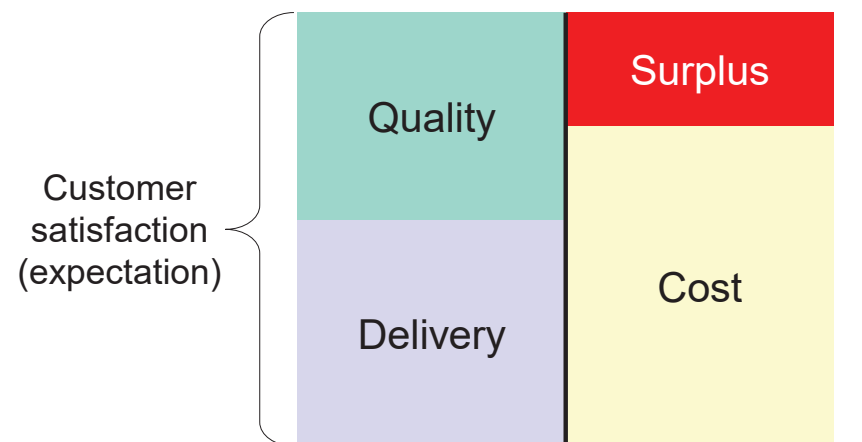 Customer
satisfaction
(expectation)
Quality
Delivery
Surplus
Cost